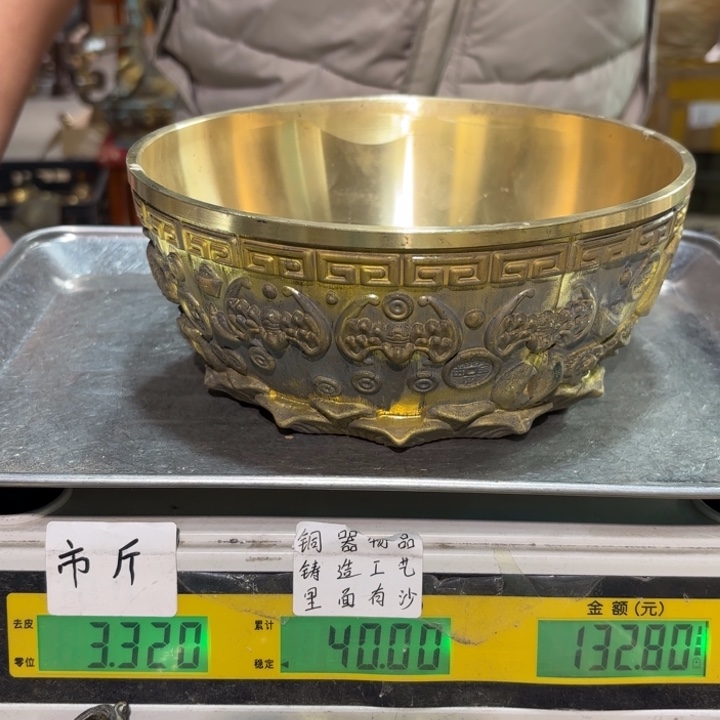 市斤
铜器物品
铸造工艺
里面有沙
金额(元)
去皮
3.320
零位
累计
40.00
稳定
132.80